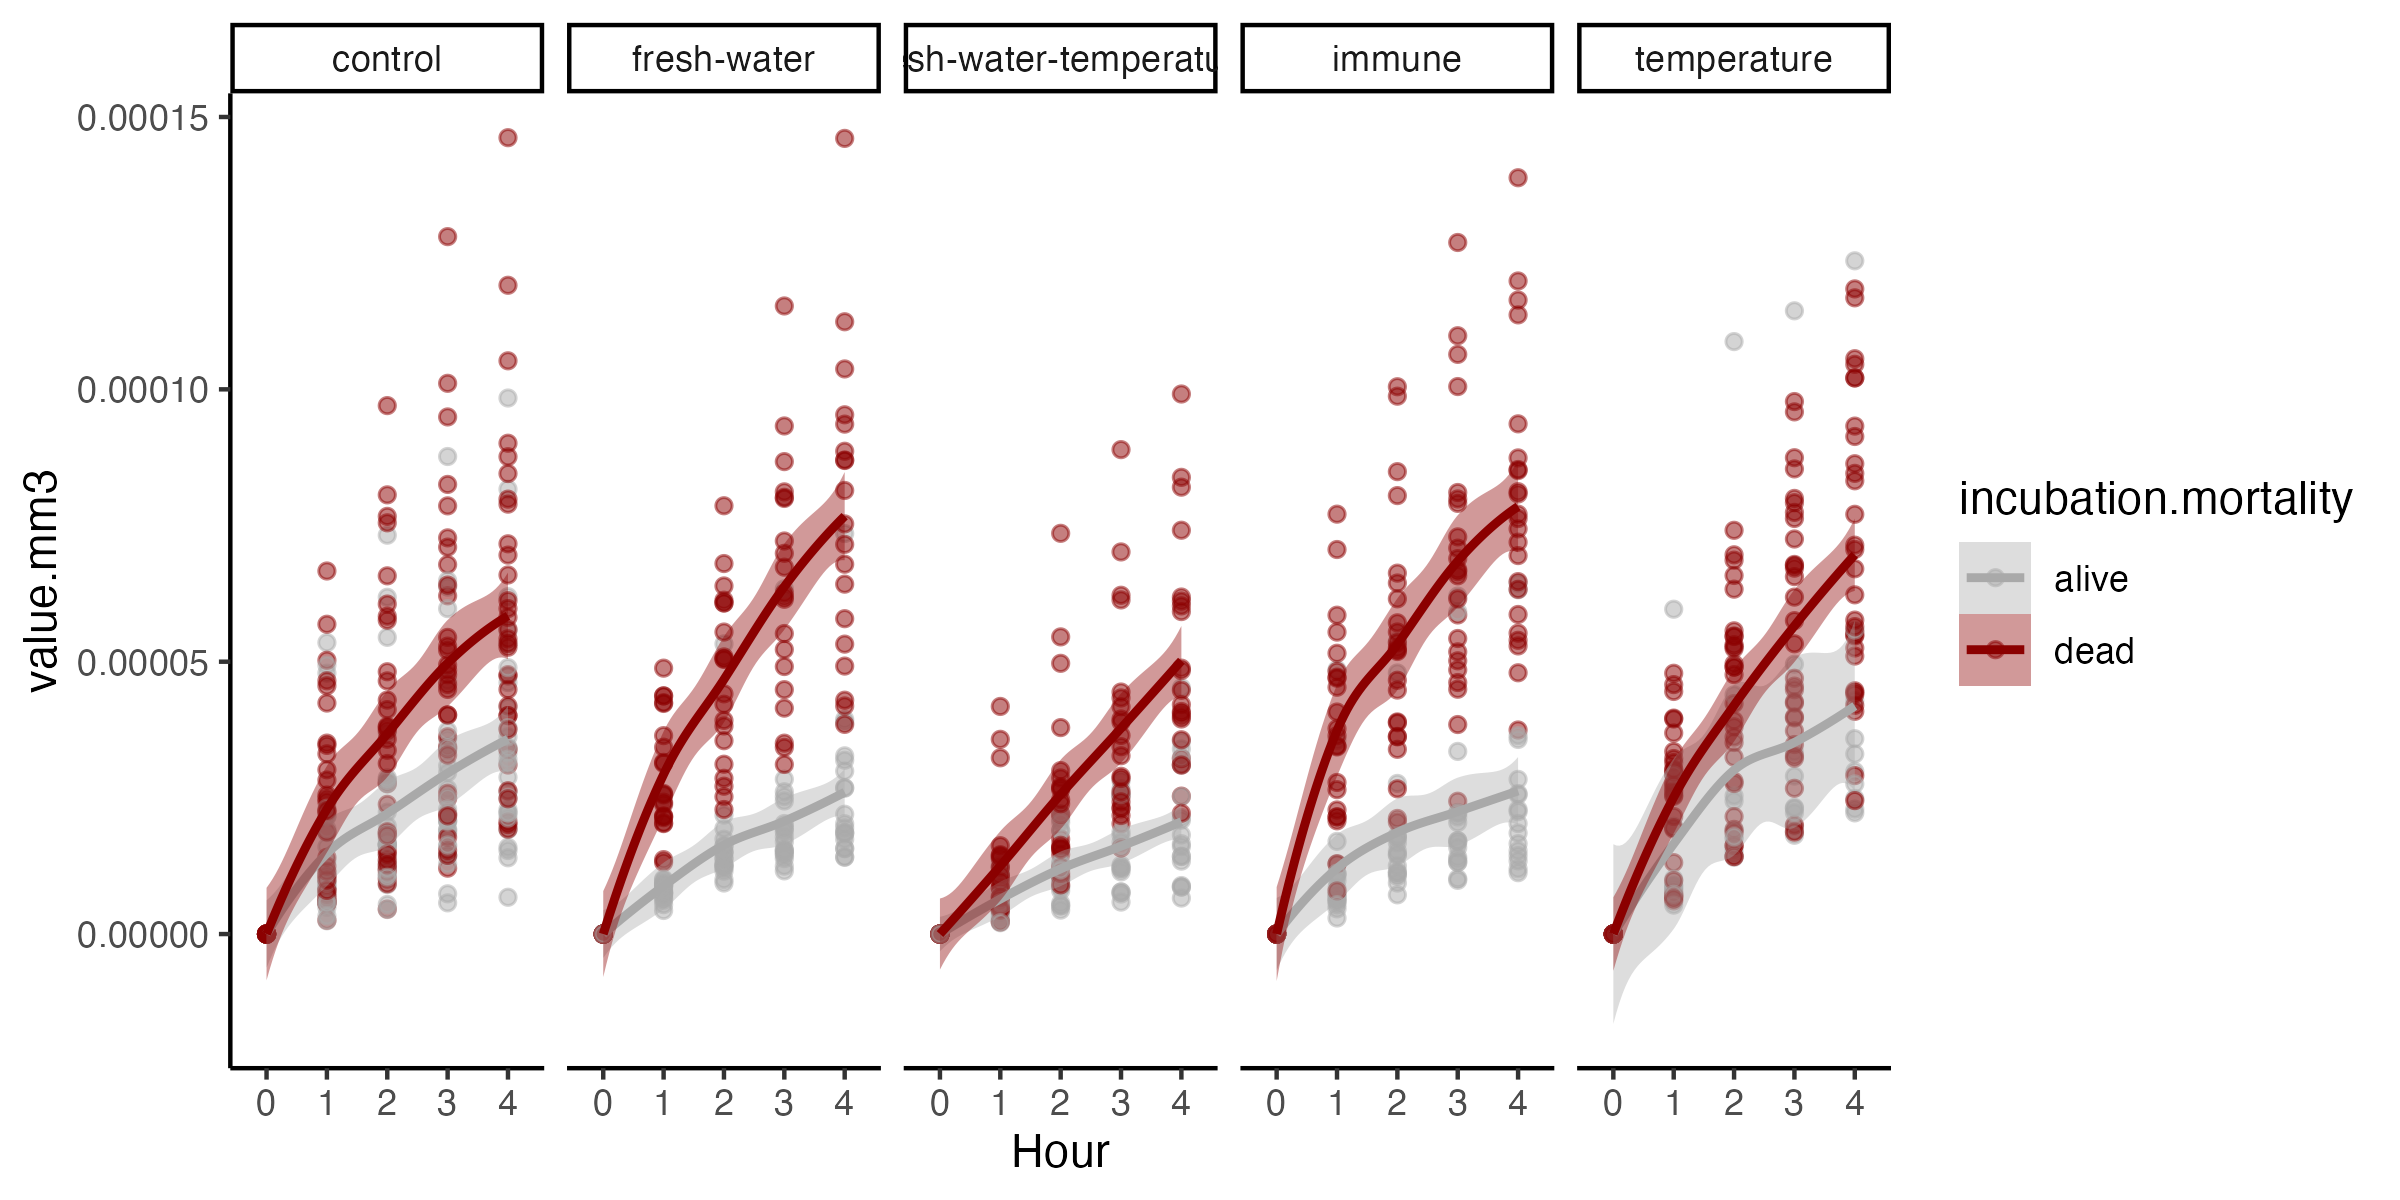 control fresh-water sh-water-temperatu immune temperature
0.00015
0.00010
0.00005
0.00000
value.mm3
0 1 2 3 4 0 1 2 3 4 0 1 2 3 4 0 1 2 3 4 0 1 2 3 4
Hour
incubation.mortality
alive
dead